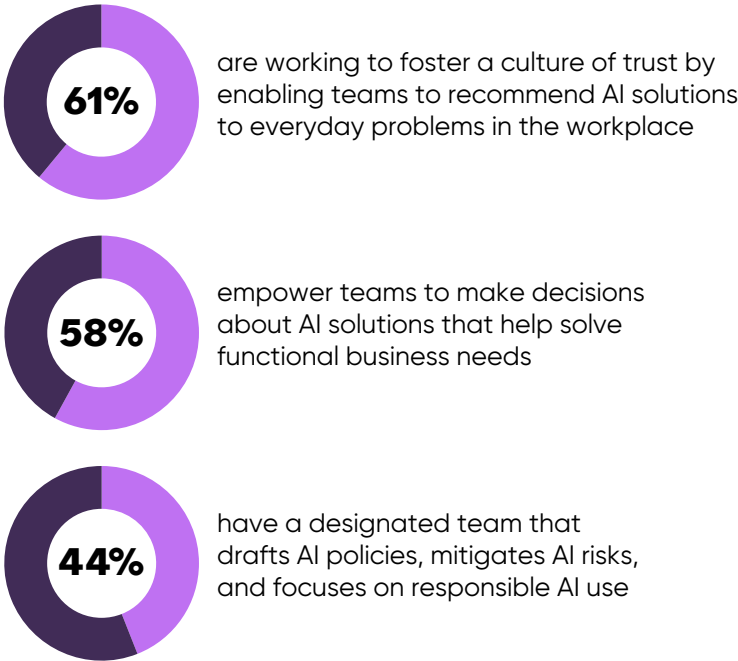 61%
are working to foster a culture of trust by
enabling teams to recommend AI solutions
to everyday problems in the workplace
58%
empower teams to make decisions
about AI solutions that help solve
functional business needs
44%
have a designated team that
drafts AI policies, mitigates AI risks,
and focuses on responsible AI use